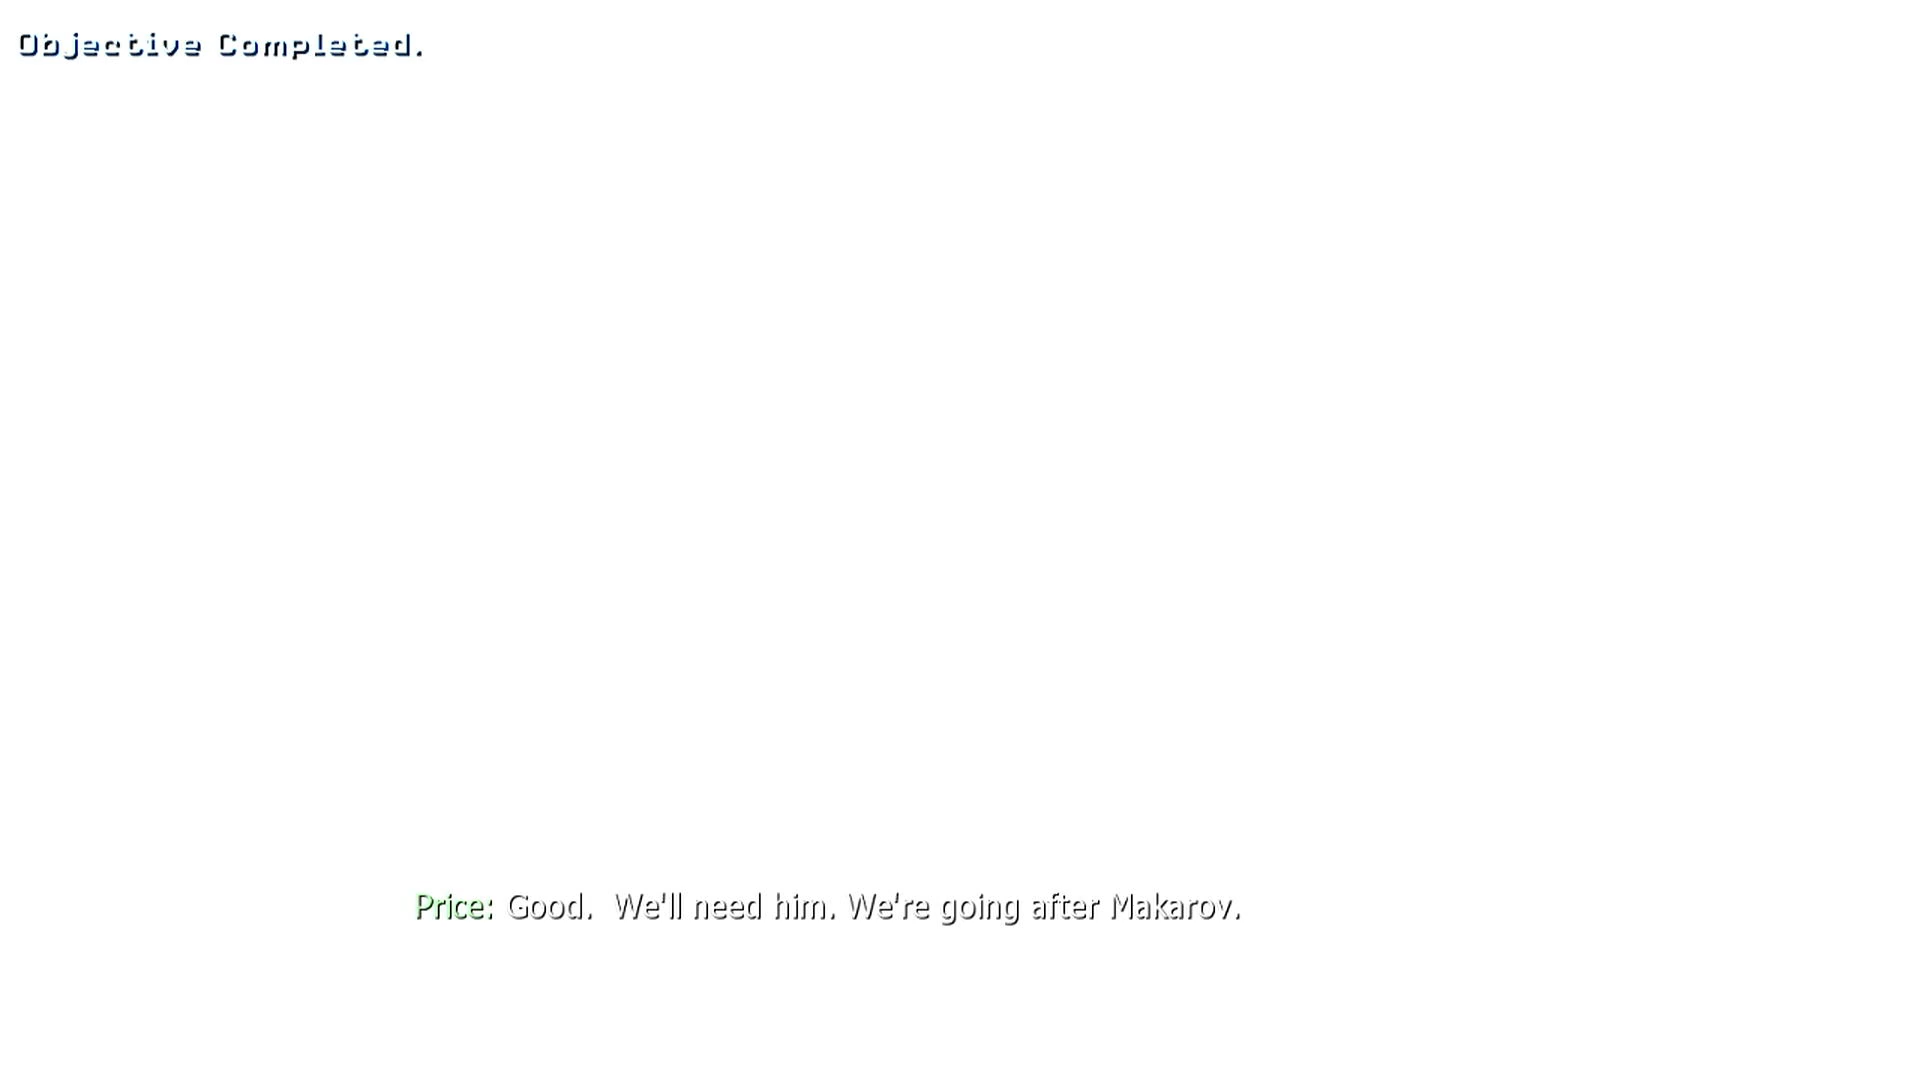 Objective Completed.
Price: Good.  We'll need him. We're going after Makarov.